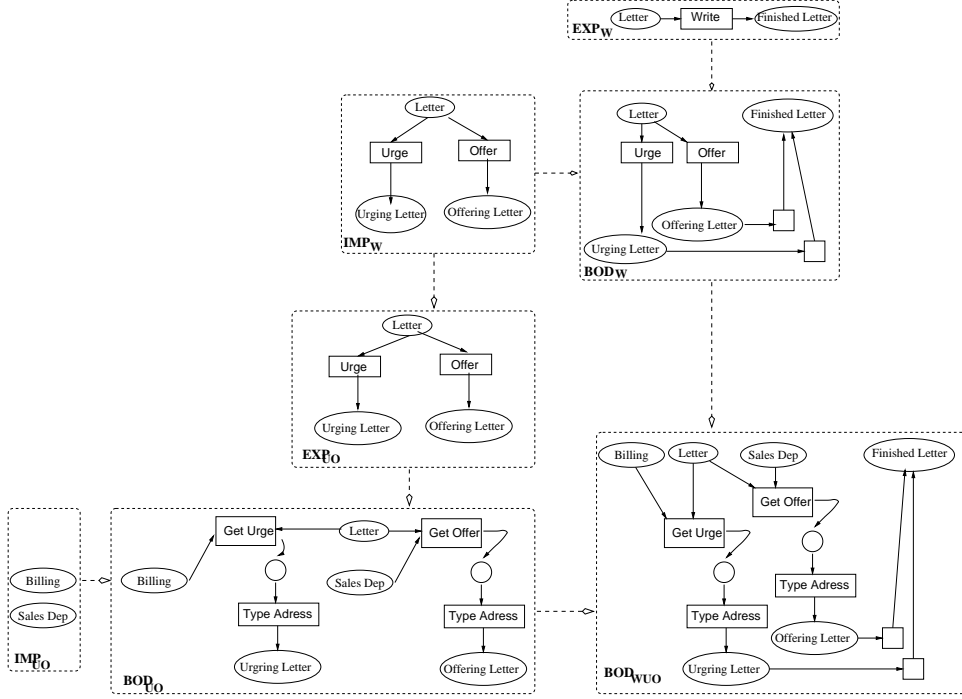 Letter Write Finished Letter
EXP_W
Letter
Urge Offer
Urging Letter Offering Letter
IMP_W
Letter Finished Letter
Urge Offer
Offering Letter
Urging Letter
BOD_W
Letter
Urge Offer
Urging Letter Offering Letter
EXP_UO
Billing
Sales Dep
IMP_UO
Get Urge Letter Get Offer
Billing Sales Dep
Type Adress Type Adress
Urgring Letter Offering Letter
BOD_UO
Billing Letter Sales Dep Finished Letter
Get Offer
Get Urge
Type Adress
Type Adress
Offering Letter
Urgring Letter
BOD_WUO